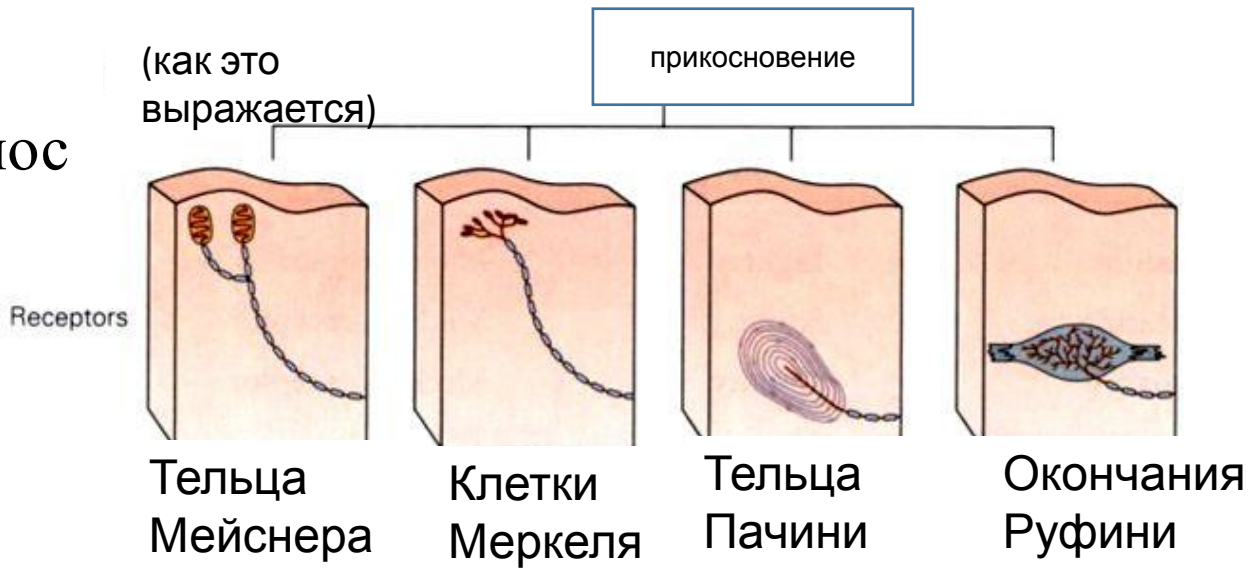 прикосновение
(как это
выражается)
Receptors
Тельца
Мейснера
Клетки
Меркеля
Тельца
Пачини
Окончания
Руфини